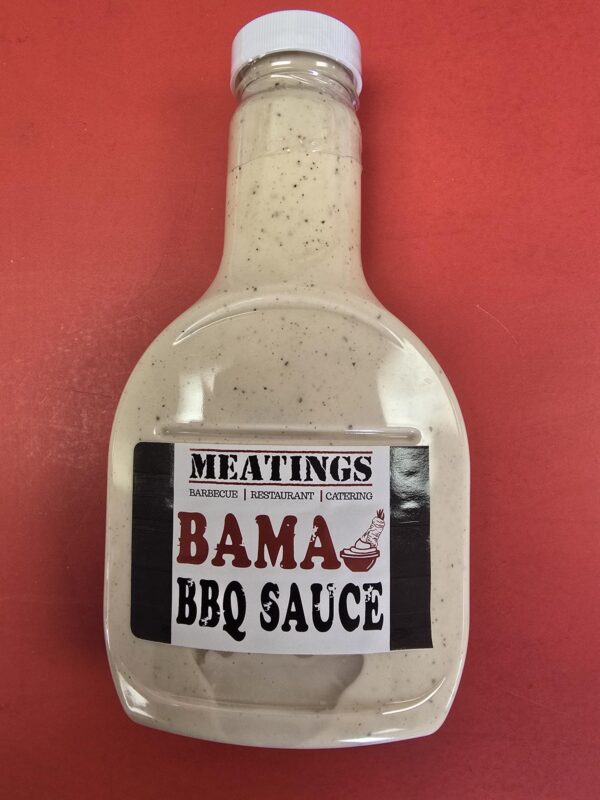 MEATINGS
BARBECUE | RESTAURANT | CATERING
BAMA
BBQ SAUCE